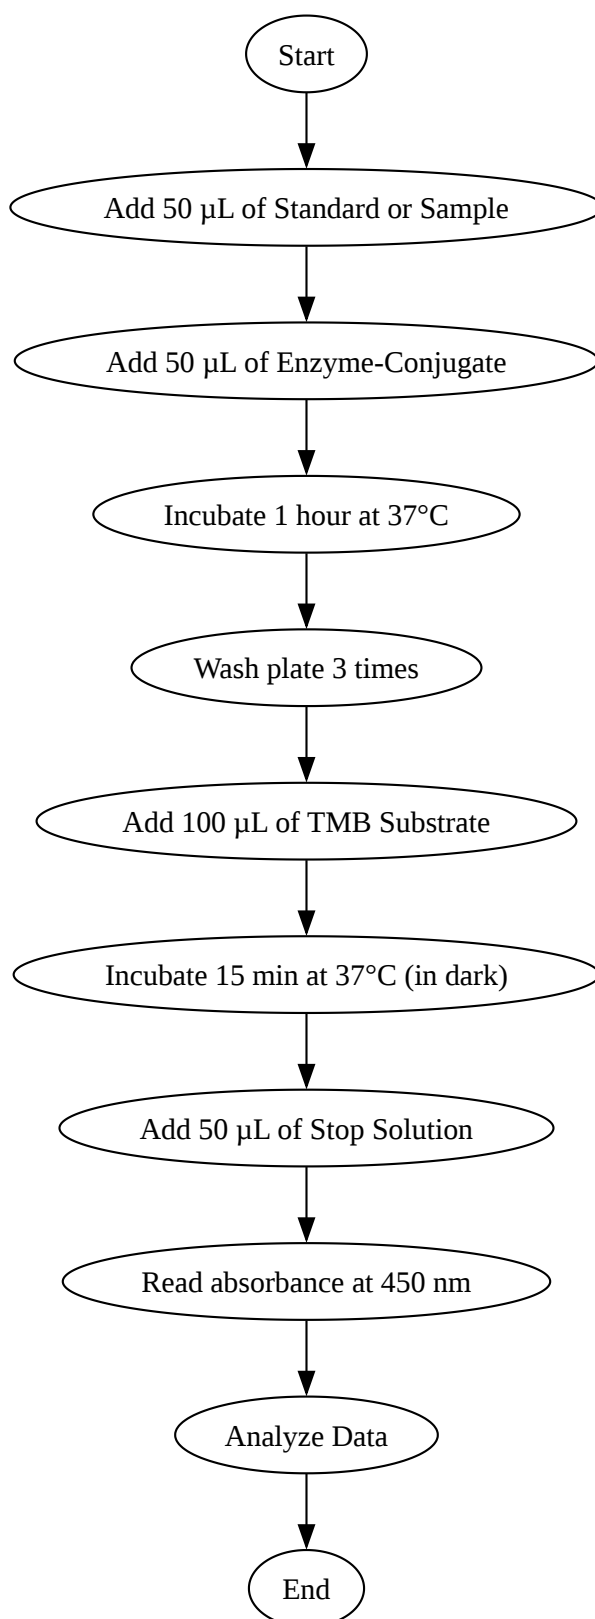 Start
Add 50 µL of Standard or Sample
Add 50 µL of Enzyme-Conjugate
Incubate 1 hour at 37°C
Wash plate 3 times
Add 100 µL of TMB Substrate
Incubate 15 min at 37°C (in dark)
Add 50 µL of Stop Solution
Read absorbance at 450 nm
Analyze Data
End